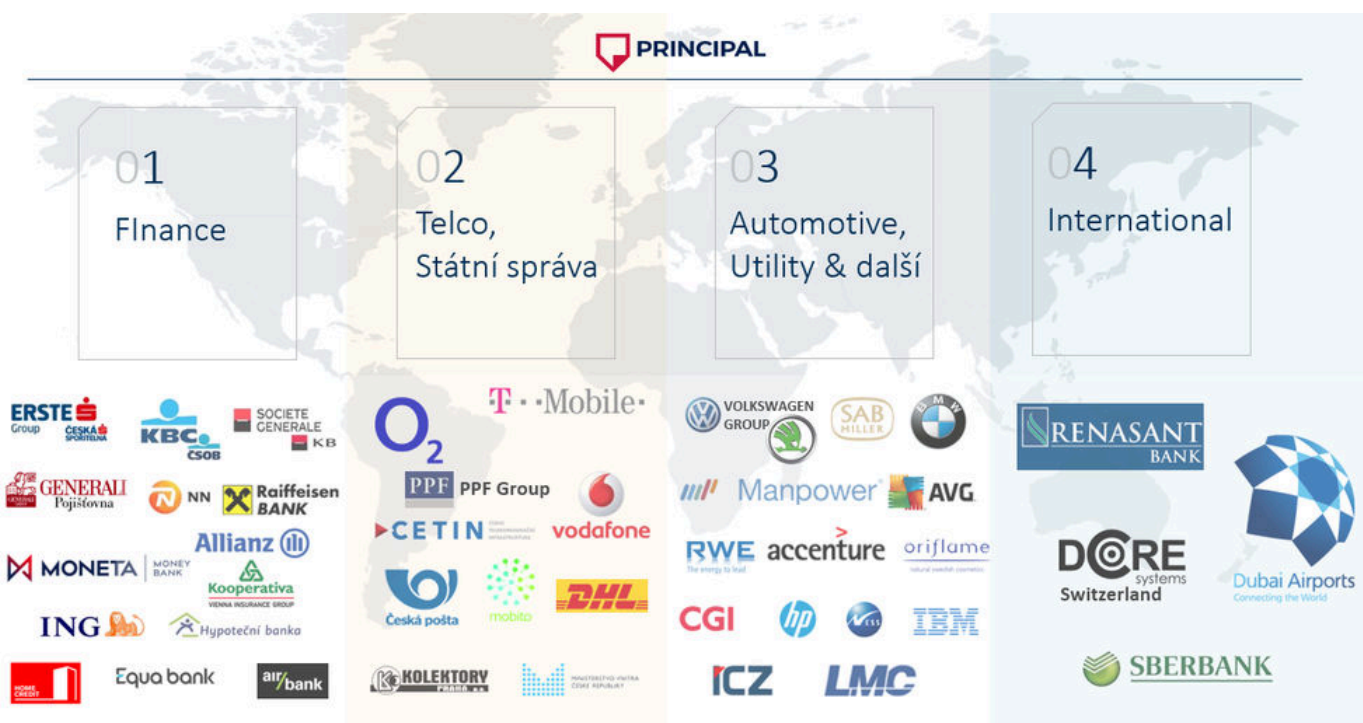 PRINCIPAL
01
FInance
02
Telco,
Státní správa
03
Automotive,
Utility & další
04
International
ERSTE
Group
ČESKÁ
SPOŘITELNA
KBC
ČSOB
SOCIETE
GENERALE
KB
GENERALI
Pojišťovna
NN
Raiffeisen
BANK
MONETA
MONEY
BANK
Allianz
Kooperativa
VIENNA INSURANCE GROUP
ING
Hypoteční banka
HOME
CREDIT
Equa bank
air
bank
O2
T··Mobile·
PPF
PPF Group
CETIN
vodafone
Česká pošta
mobito
DHL
KOLEKTORY
PRAHA a.s.
MINISTERSTVO VNITRA
ČESKÉ REPUBLIKY
VOLKSWAGEN
GROUP
SAB
MILLER
BMW
Manpower
AVG
RWE
The energy to lead
accenture
oriflame
natural swedish cosmetics
CGI
hp
CSS
IBM
ICZ
LMC
RENASANT
BANK
DCORE
systems
Switzerland
Dubai Airports
Connecting the World
SBERBANK